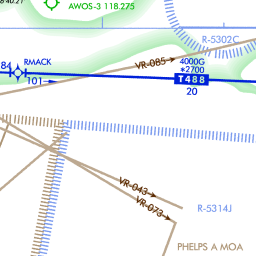 AWOS-3 118.275
R-5302C
84
RMACK
VR-085
4000G
*2700
T488
101
20
VR-043
VR-073
R-5314J
PHELPS A MOA